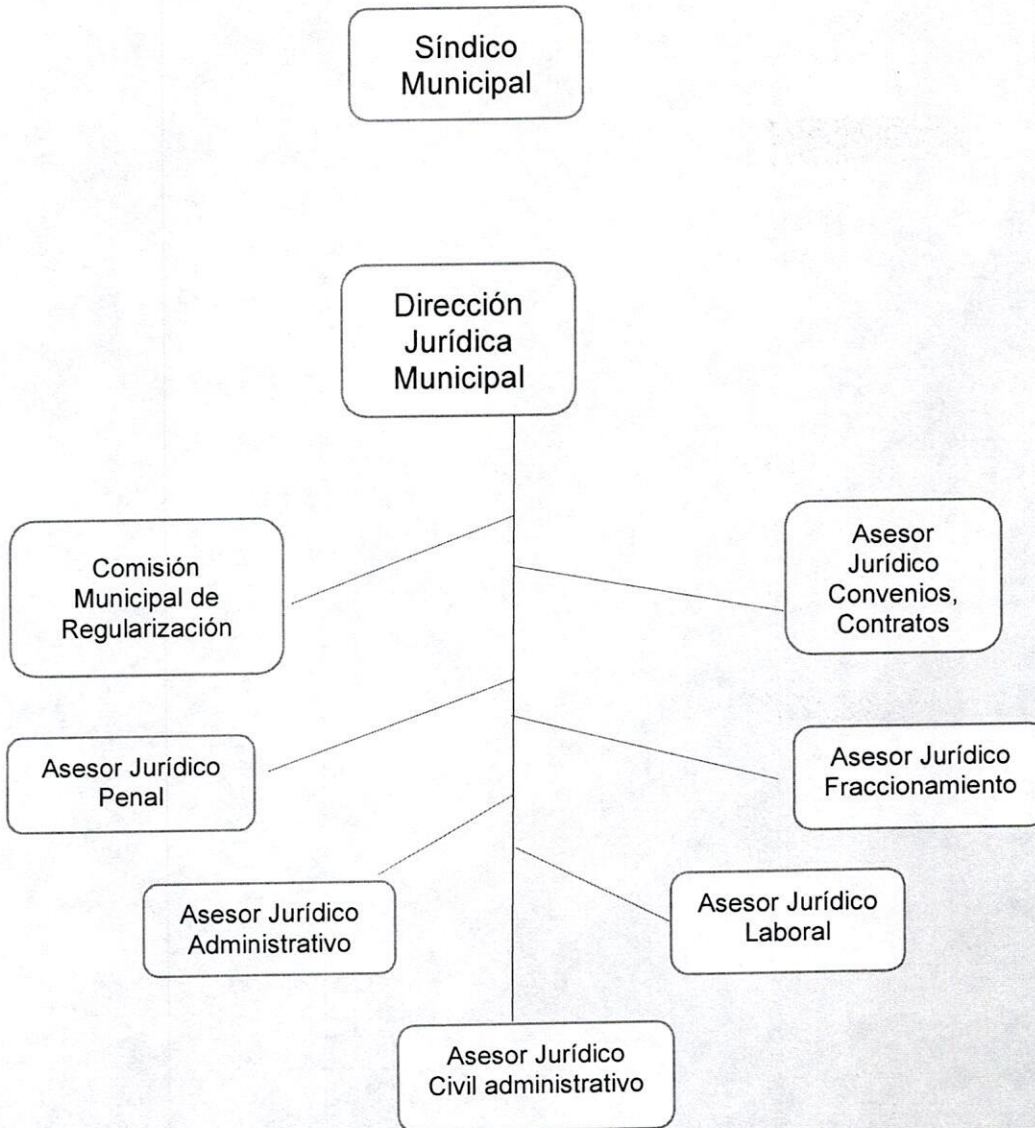 Síndico
Municipal
Dirección
Jurídica
Municipal
Comisión
Municipal de
Regularización
Asesor
Jurídico
Convenios,
Contratos
Asesor Jurídico
Penal
Asesor Jurídico
Fraccionamiento
Asesor Jurídico
Administrativo
Asesor Jurídico
Laboral
Asesor Jurídico
Civil administrativo